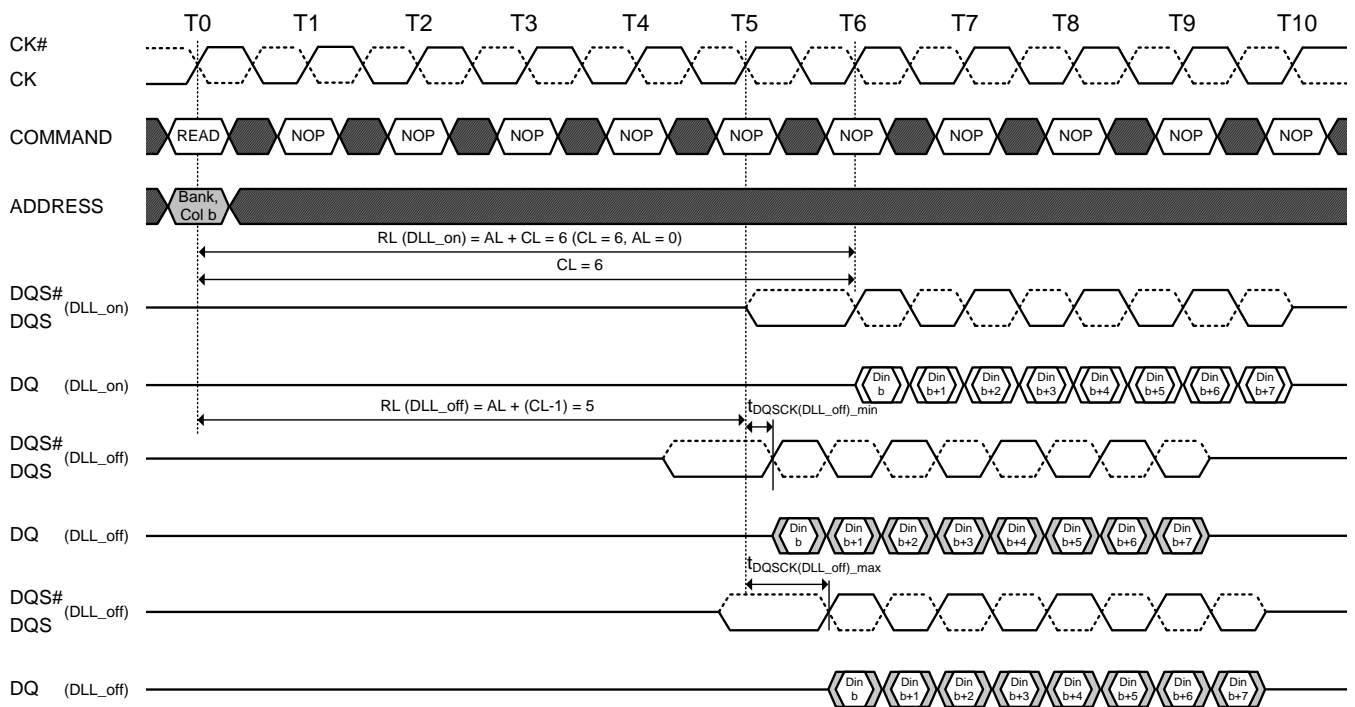 T0 T1 T2 T3 T4 T5 T6 T7 T8 T9 T10
CK#
CK
COMMAND READ NOP NOP NOP NOP NOP NOP NOP NOP NOP NOP
ADDRESS Bank, Col b
RL (DLL_on) = AL + CL = 6 (CL = 6, AL = 0)
CL = 6
DQS# (DLL_on)
DQS
DQ (DLL_on) Din b Din b+1 Din b+2 Din b+3 Din b+4 Din b+5 Din b+6 Din b+7
RL (DLL_off) = AL + (CL-1) = 5 tDQSCK(DLL_off)_min
DQS# (DLL_off)
DQS
DQ (DLL_off) Din b Din b+1 Din b+2 Din b+3 Din b+4 Din b+5 Din b+6 Din b+7
tDQSCK(DLL_off)_max
DQS# (DLL_off)
DQS
DQ (DLL_off) Din b Din b+1 Din b+2 Din b+3 Din b+4 Din b+5 Din b+6 Din b+7